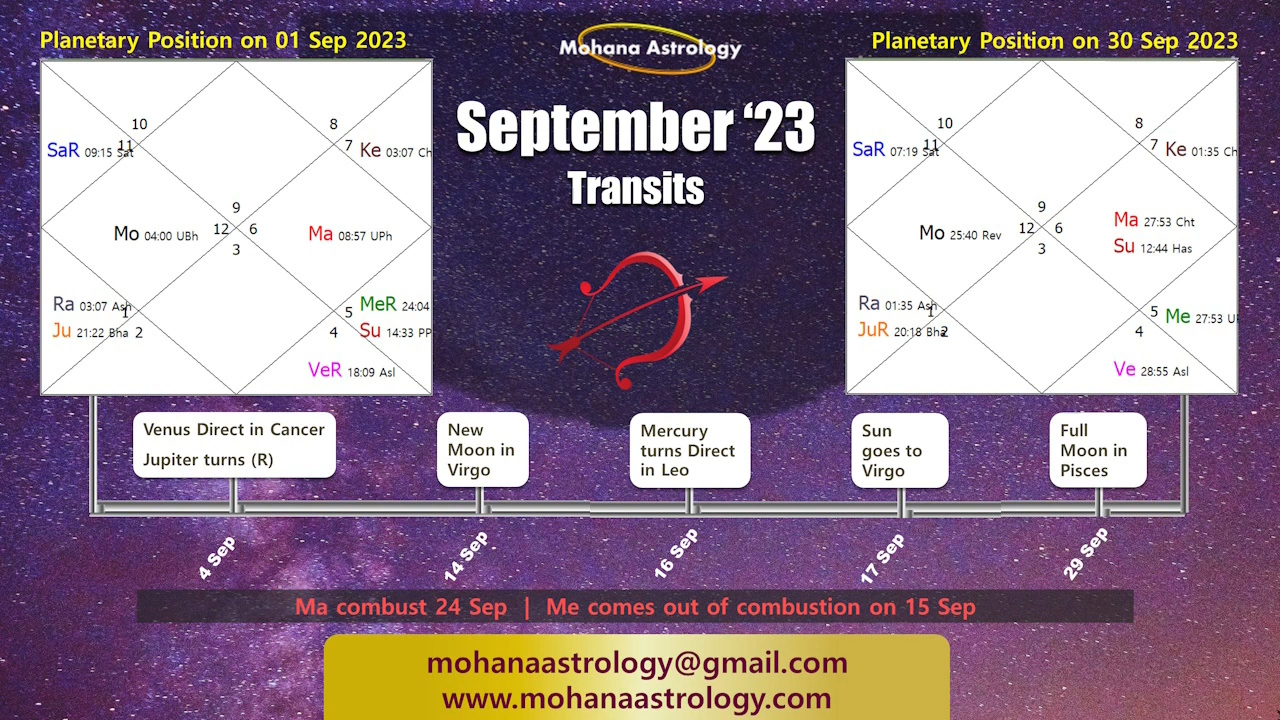 Planetary Position on 01 Sep 2023
Mohana Astrology
Planetary Position on 30 Sep 2023
September ‘23
Transits
10
8
SaR 09:15 Sat
11
7
Ke 03:07 Ch
9
12
6
3
Mo 04:00 UBh
Ma 08:57 UPh
Ra 03:07 Ash
1
Ju 21:22 Bha
2
5
MeR 24:04
4
Su 14:33 PP
VeR 18:09 Asl
10
8
SaR 07:19 Sat
11
7
Ke 01:35 Ch
9
12
6
3
Mo 25:40 Rev
Ma 27:53 Cht
Su 12:44 Has
Ra 01:35 Ash
1
JuR 20:18 Bha
2
5
Me 27:53 U
4
Ve 28:55 Asl
Venus Direct in Cancer
Jupiter turns (R)
New
Moon in
Virgo
Mercury
turns Direct
in Leo
Sun
goes to
Virgo
Full
Moon in
Pisces
4 Sep
14 Sep
16 Sep
17 Sep
29 Sep
Ma combust 24 Sep | Me comes out of combustion on 15 Sep
mohanaastrology@gmail.com
www.mohanaastrology.com